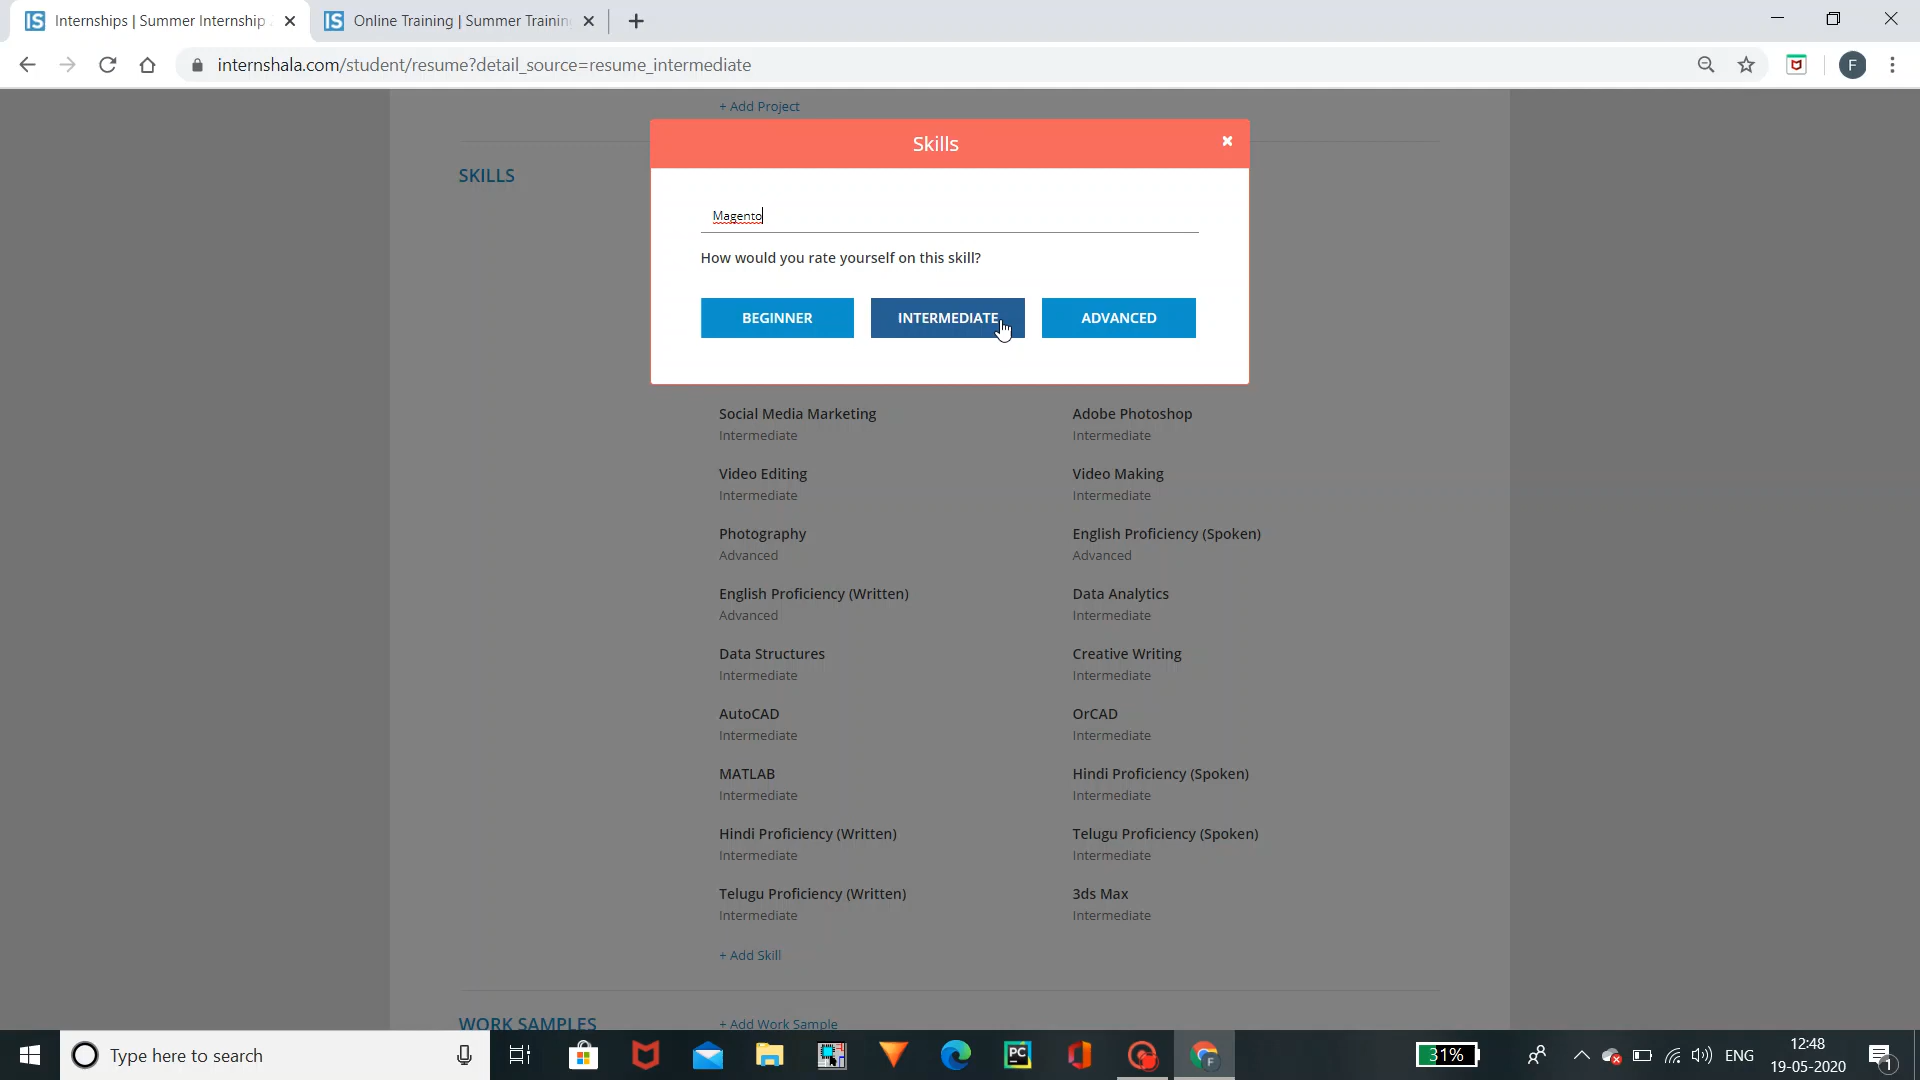 Internships | Summer Internship
Online Training | Summer Training
internshala.com/student/resume?detail_source=resume_intermediate
F
+ Add Project
Skills
SKILLS
Magento
How would you rate yourself on this skill?
BEGINNER INTERMEDIATE ADVANCED
Social Media Marketing Adobe Photoshop
Intermediate Intermediate
Video Editing Video Making
Intermediate Intermediate
Photography English Proficiency (Spoken)
Advanced Advanced
English Proficiency (Written) Data Analytics
Advanced Intermediate
Data Structures Creative Writing
Intermediate Intermediate
AutoCAD OrCAD
Intermediate Intermediate
MATLAB Hindi Proficiency (Spoken)
Intermediate Intermediate
Hindi Proficiency (Written) Telugu Proficiency (Spoken)
Intermediate Intermediate
Telugu Proficiency (Written) 3ds Max
Intermediate Intermediate
+ Add Skill
WORK SAMPLES + Add Work Sample
Type here to search
PC
31%
ENG
12:48
19-05-2020
1